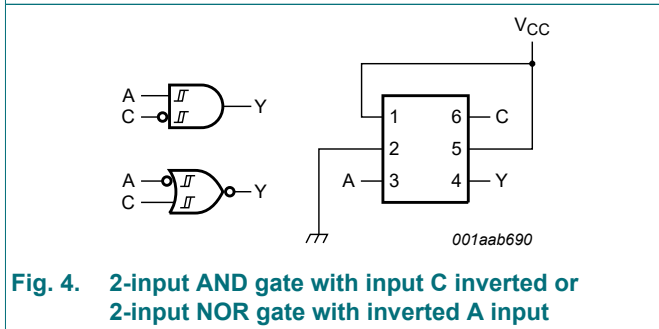 VCC
A
C
Y
A
C
Y
1
6
C
2
5
A
3
4
Y
001aab690
Fig. 4. 2-input AND gate with input C inverted or
2-input NOR gate with inverted A input